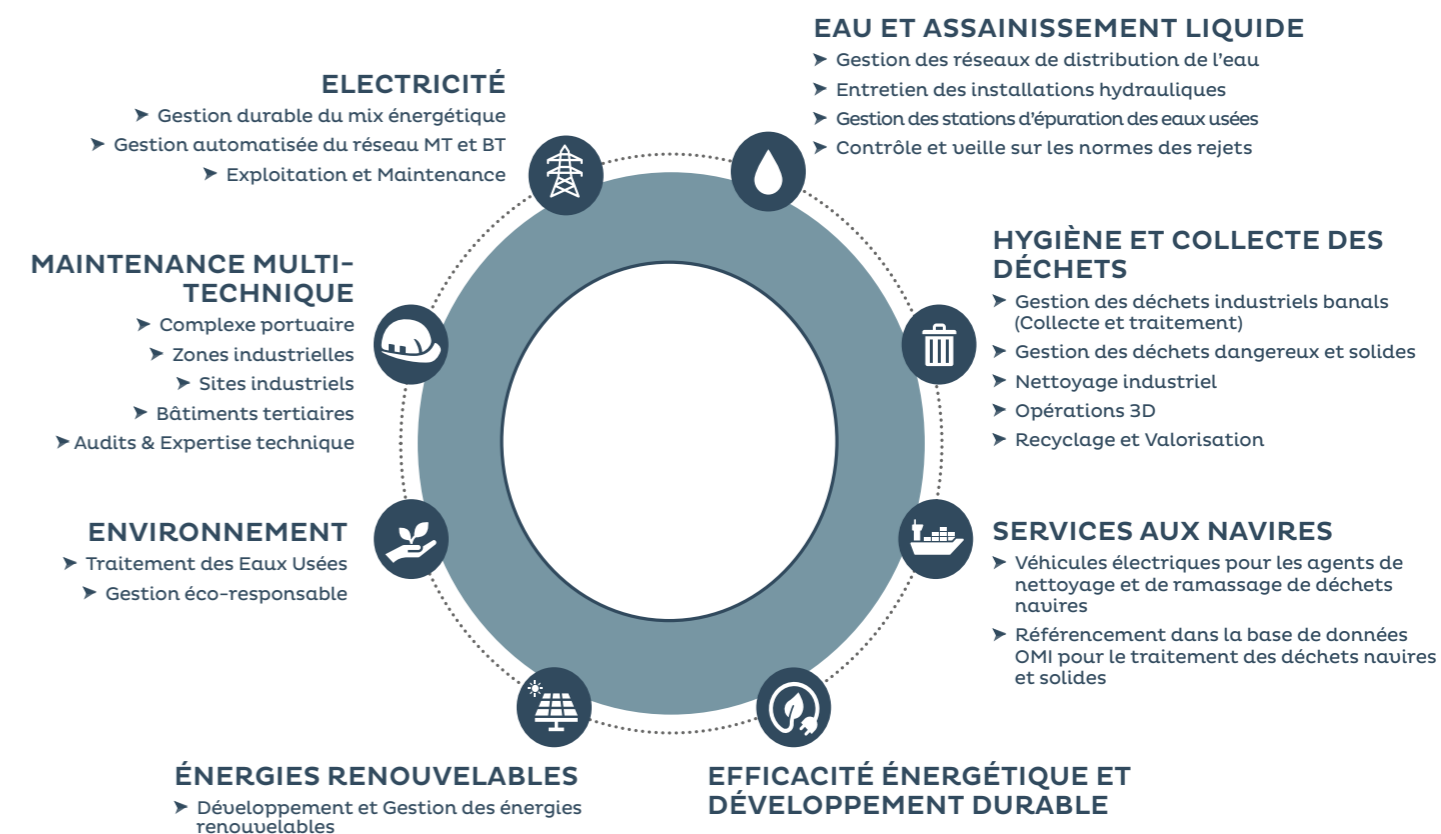 EAU ET ASSAINISSEMENT LIQUIDE
➤ Gestion des réseaux de distribution de l'eau
➤ Entretien des installations hydrauliques
➤ Gestion des stations d'épuration des eaux usées
➤ Contrôle et veille sur les normes des rejets
ELECTRICITÉ
➤ Gestion durable du mix énergétique
➤ Gestion automatisée du réseau MT et BT
➤ Exploitation et Maintenance
HYGIÈNE ET COLLECTE DES
DÉCHETS
➤ Gestion des déchets industriels banals
(Collecte et traitement)
➤ Gestion des déchets dangereux et solides
➤ Nettoyage industriel
➤ Opérations 3D
➤ Recyclage et Valorisation
MAINTENANCE MULTI-
TECHNIQUE
➤ Complexe portuaire
➤ Zones industrielles
➤ Sites industriels
➤ Bâtiments tertiaires
➤ Audits & Expertise technique
SERVICES AUX NAVIRES
➤ Véhicules électriques pour les agents de
nettoyage et de ramassage de déchets
navires
➤ Référencement dans la base de données
OMI pour le traitement des déchets navires
et solides
ENVIRONNEMENT
➤ Traitement des Eaux Usées
➤ Gestion éco-responsable
ÉNERGIES RENOUVELABLES
➤ Développement et Gestion des énergies
renouvelables
EFFICACITÉ ÉNERGÉTIQUE ET
DÉVELOPPEMENT DURABLE